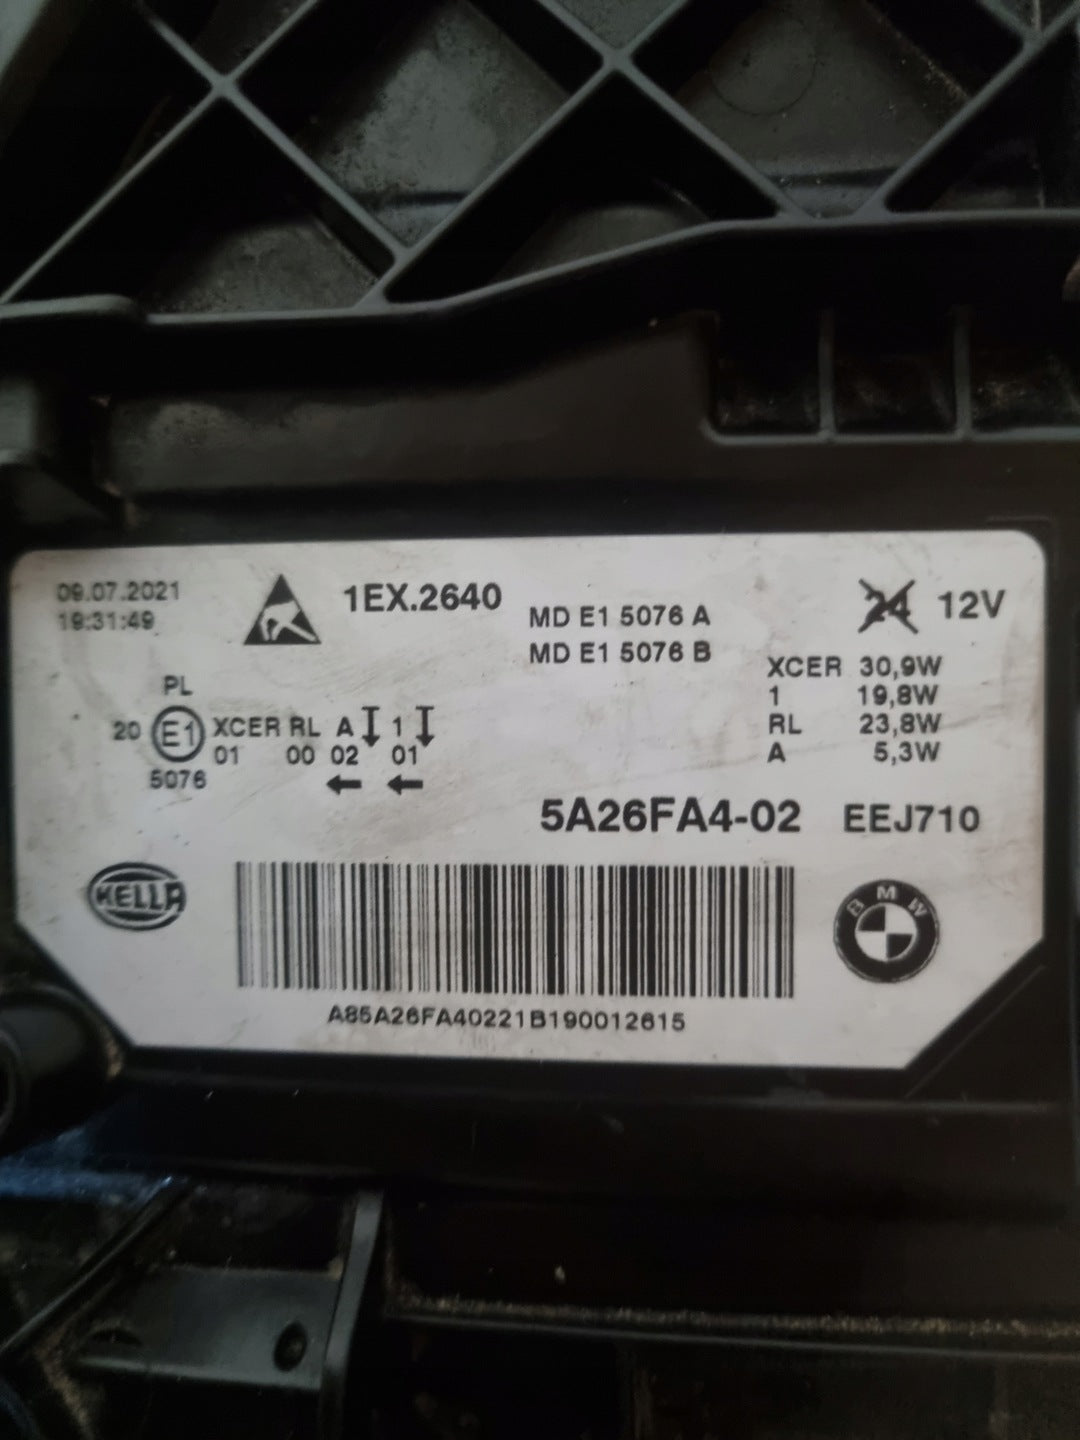 09.07.2021
19:31:49
1EX.2640
MD E1 5076 A
MD E1 5076 B
24 12V
XCER 30,9W
1 19,8W
RL 23,8W
A 5,3W
PL
20 E1 XCER RL A 1
01 00 02 01
5076
5A26FA4-02 EEJ710
HELLA
BMW
A85A26FA40221B190012615